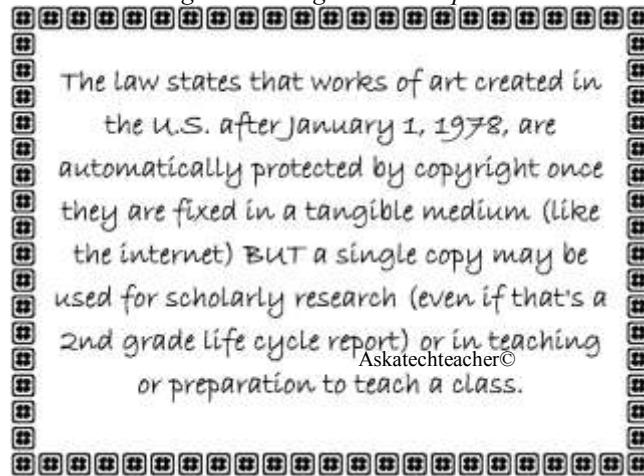 The law states that works of art created in
the U.S. after January 1, 1978, are
automatically protected by copyright once
they are fixed in a tangible medium (like
the internet) BUT a single copy may be
used for scholarly research (even if that's a
2nd grade life cycle report) or in teaching
Askatechteacher©
or preparation to teach a class.